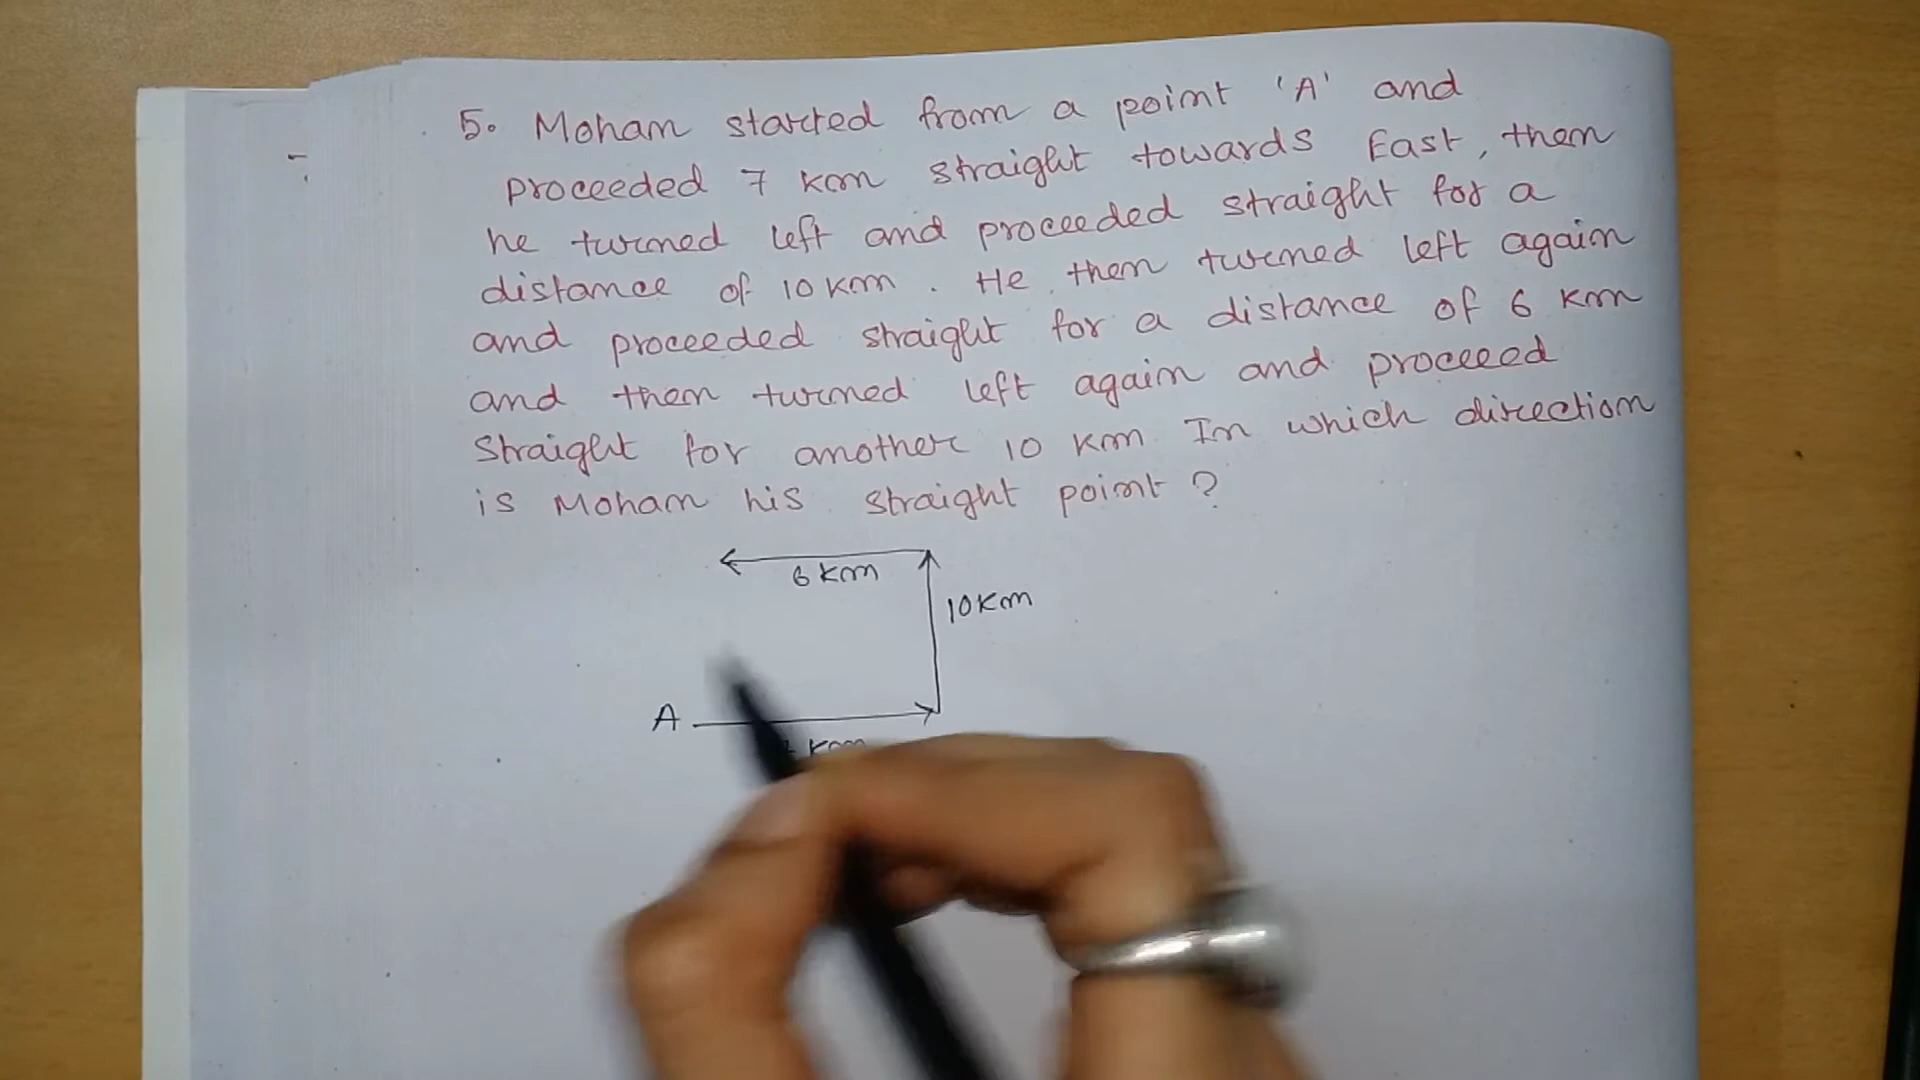 5. Mohan started from a point 'A' and
proceeded 7 km straight towards East, then
he turned left and proceeded straight for a
distance of 10 km. He then turned left again
and proceeded straight for a distance of 6 km
and then turned left again and proceed
straight for another 10 km. In which direction
is Mohan his straight point?
6 km
10 km
A
km